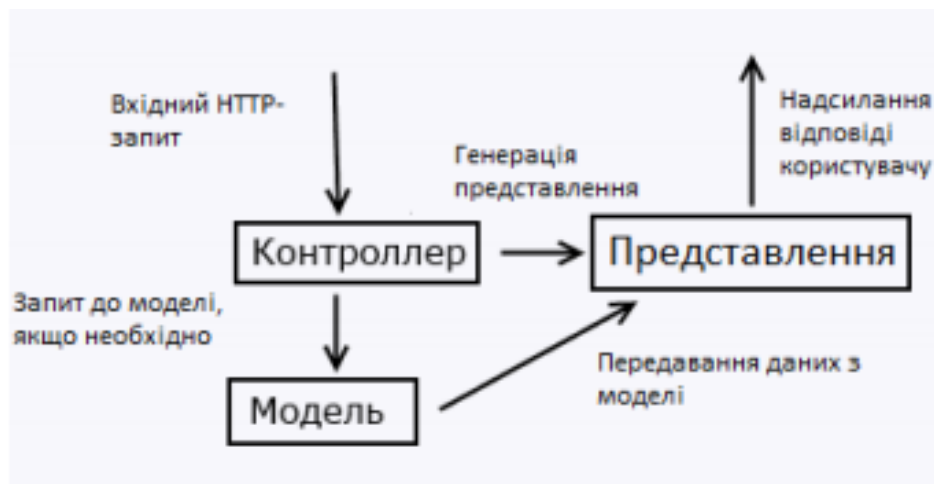 Вхідний HTTP-
запит
Надсилання
відповіді
користувачу
Генерація
представлення
Контроллер
Представлення
Запит до моделі,
якщо необхідно
Передавання даних з
моделі
Модель